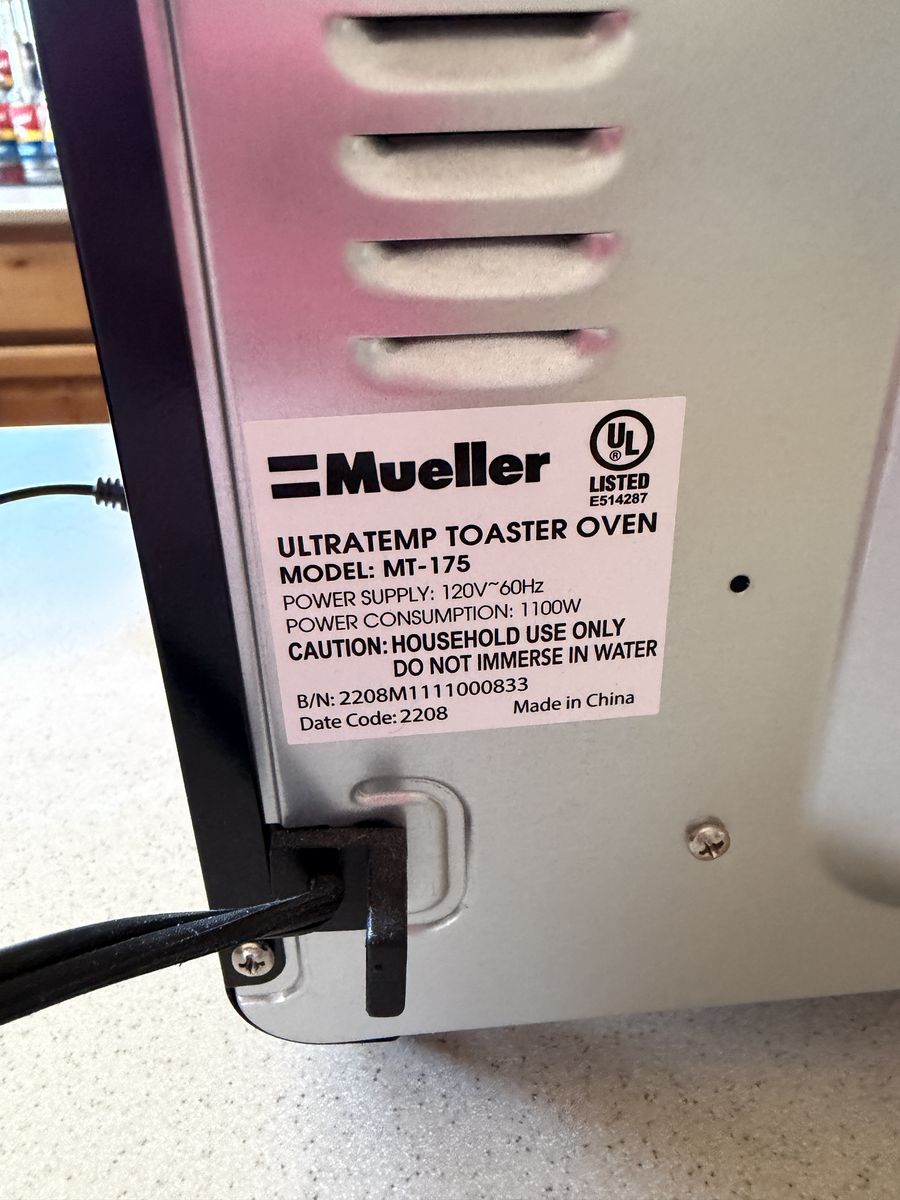 Mueller
UL
®
LISTED
E514287
ULTRATEMP TOASTER OVEN
MODEL: MT-175
POWER SUPPLY: 120V~60Hz
POWER CONSUMPTION: 1100W
CAUTION: HOUSEHOLD USE ONLY
DO NOT IMMERSE IN WATER
B/N: 2208M1111000833
Date Code: 2208 Made in China